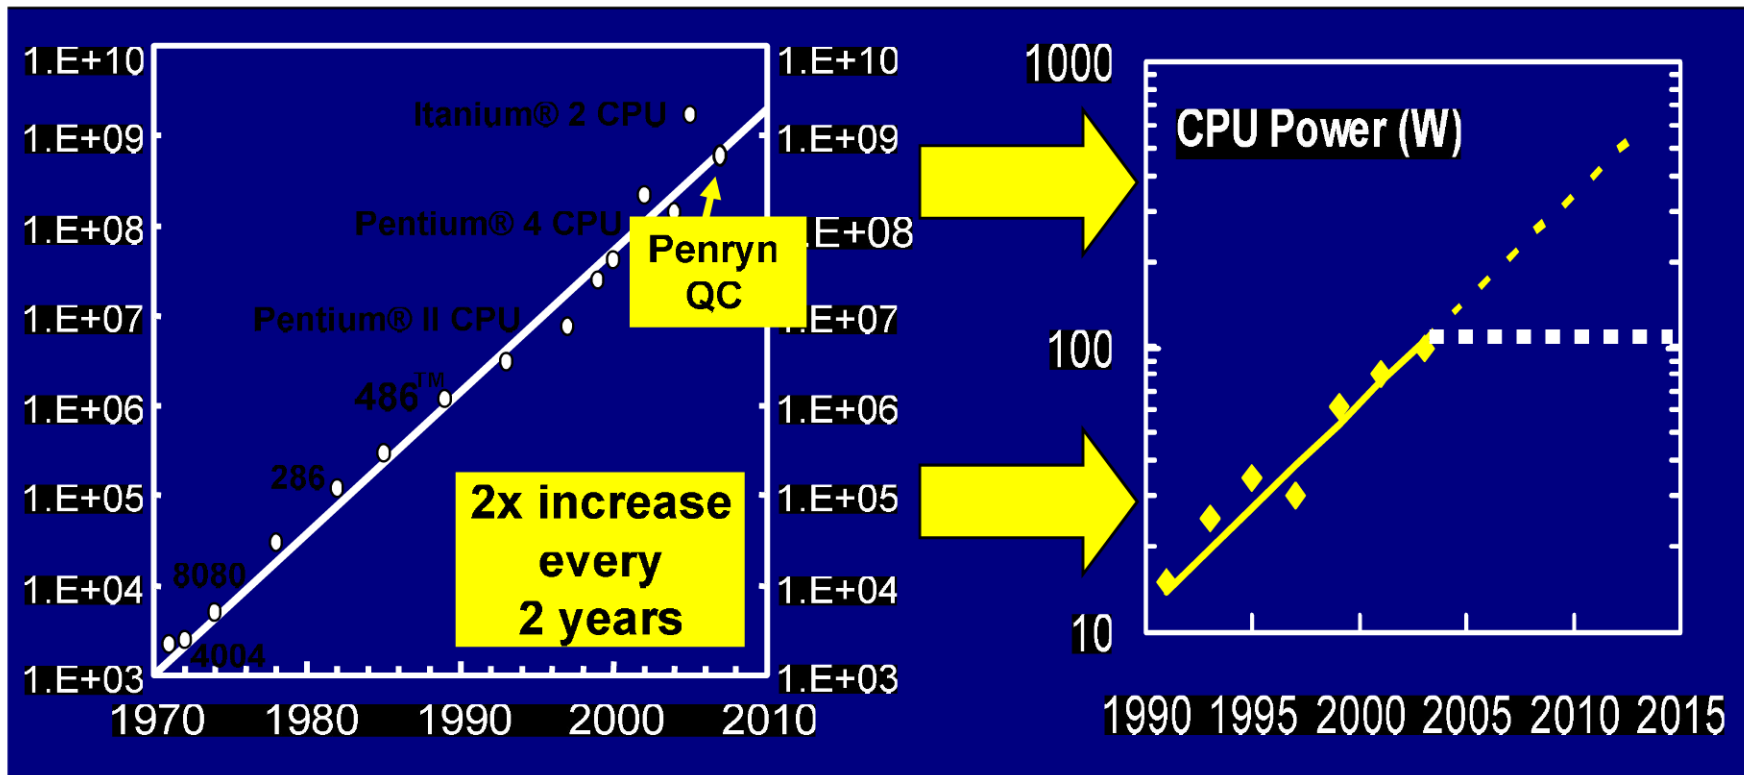 1.E+10
1.E+09
1.E+08
1.E+07
1.E+06
1.E+05
1.E+04
1.E+03
1970 1980 1990 2000 2010
Itanium® 2 CPU
Pentium® 4 CPU
Pentium® II CPU
486™
286
8080
4004
Penryn
QC
2x increase
every
2 years
1.E+10
1.E+09
1.E+08
1.E+07
1.E+06
1.E+05
1.E+04
1.E+03
CPU Power (W)
1000
100
10
1990 1995 2000 2005 2010 2015